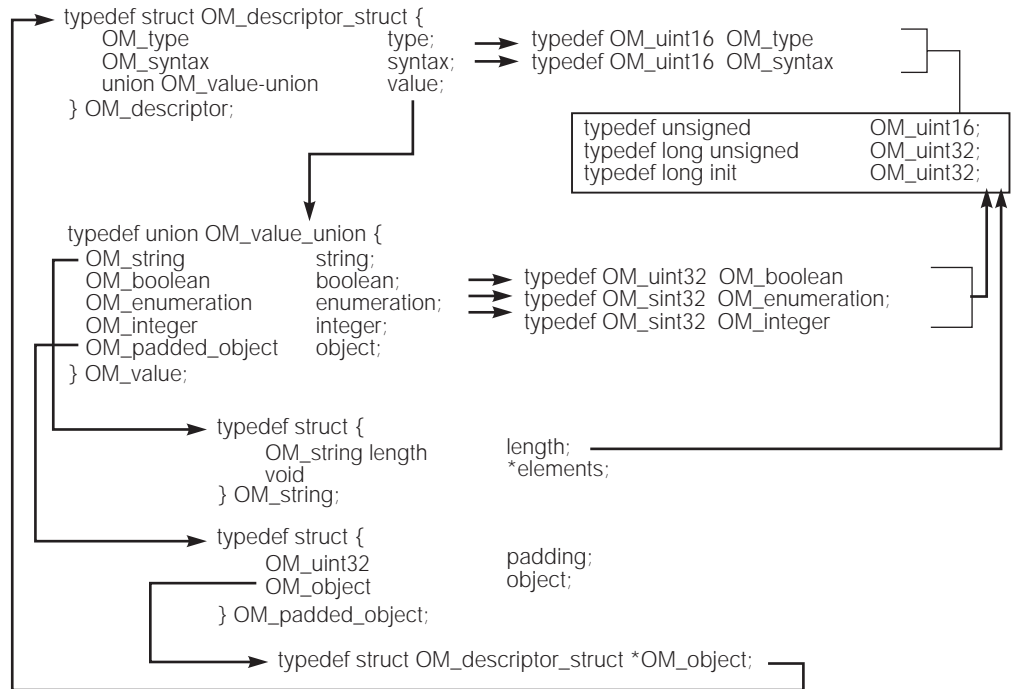 typedef struct OM_descriptor_struct {
OM_type type; typedef OM_uint16 OM_type
OM_syntax syntax; typedef OM_uint16 OM_syntax
union OM_value-union value;
} OM_descriptor;
typedef unsigned OM_uint16;
typedef long unsigned OM_uint32;
typedef long init OM_uint32;
typedef union OM_value_union {
OM_string string;
OM_boolean boolean; typedef OM_uint32 OM_boolean
OM_enumeration enumeration; typedef OM_sint32 OM_enumeration;
OM_integer integer; typedef OM_sint32 OM_integer
OM_padded_object object;
} OM_value;
typedef struct {
OM_string length length;
void *elements;
} OM_string;
typedef struct {
OM_uint32 padding;
OM_object object;
} OM_padded_object;
typedef struct OM_descriptor_struct *OM_object;